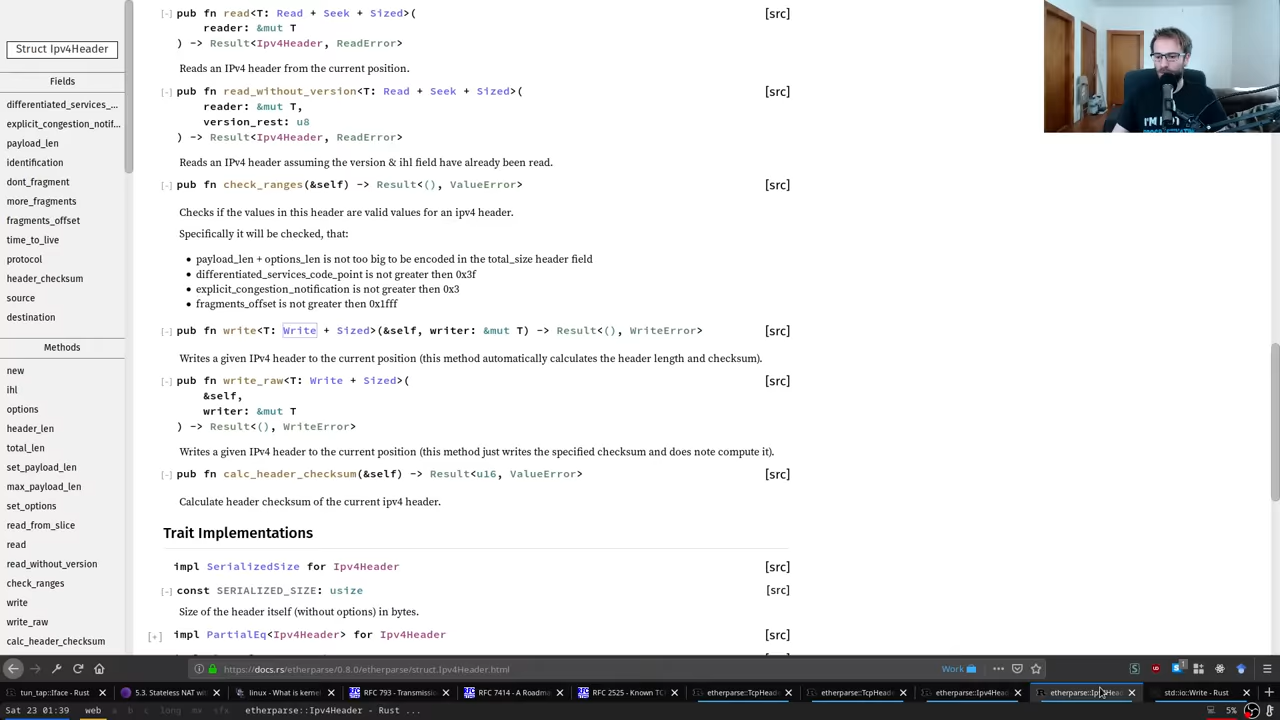 Struct Ipv4Header
Fields
differentiated_services_...
explicit_congestion_notif...
payload_len
identification
dont_fragment
more_fragments
fragments_offset
time_to_live
protocol
header_checksum
source
destination
Methods
new
ihl
options
header_len
total_len
set_payload_len
max_payload_len
set_options
read_from_slice
read
read_without_version
check_ranges
write
write_raw
calc_header_checksum
[-] pub fn read<T: Read + Seek + Sized>( [src]
reader: &mut T
) -> Result<Ipv4Header, ReadError>
Reads an IPv4 header from the current position.
[-] pub fn read_without_version<T: Read + Seek + Sized>( [src]
reader: &mut T,
version_rest: u8
) -> Result<Ipv4Header, ReadError>
Reads an IPv4 header assuming the version & ihl field have already been read.
[-] pub fn check_ranges(&self) -> Result<(), ValueError> [src]
Checks if the values in this header are valid values for an ipv4 header.
Specifically it will be checked, that:
• payload_len + options_len is not too big to be encoded in the total_size header field
• differentiated_services_code_point is not greater then 0x3f
• explicit_congestion_notification is not greater then 0x3
• fragments_offset is not greater then 0x1fff
[-] pub fn write<T: Write + Sized>(&self, writer: &mut T) -> Result<(), WriteError> [src]
Writes a given IPv4 header to the current position (this method automatically calculates the header length and checksum).
[-] pub fn write_raw<T: Write + Sized>( [src]
&self,
writer: &mut T
) -> Result<(), WriteError>
Writes a given IPv4 header to the current position (this method just writes the specified checksum and does note compute it).
[-] pub fn calc_header_checksum(&self) -> Result<u16, ValueError> [src]
Calculate header checksum of the current ipv4 header.
Trait Implementations
impl SerializedSize for Ipv4Header [src]
[-] const SERIALIZED_SIZE: usize [src]
Size of the header itself (without options) in bytes.
[+] impl PartialEq<Ipv4Header> for Ipv4Header [src]
https://docs.rs/etherparse/0.8.0/etherparse/struct.Ipv4Header.html Work
tun_tap::Iface - Rust 5.3. Stateless NAT wit linux - What is kernel RFC 793 - Transmiss RFC 7414 - A Roadma RFC 2525 - Known TC etherparse::TcpHeade etherparse::TcpHeade etherparse::Ipv4Head etherparse::Ipv4Head std::io::Write - Rust
Sat 23 01:39 web a b c long mx sfx etherparse::Ipv4Header - Rust ... 5%